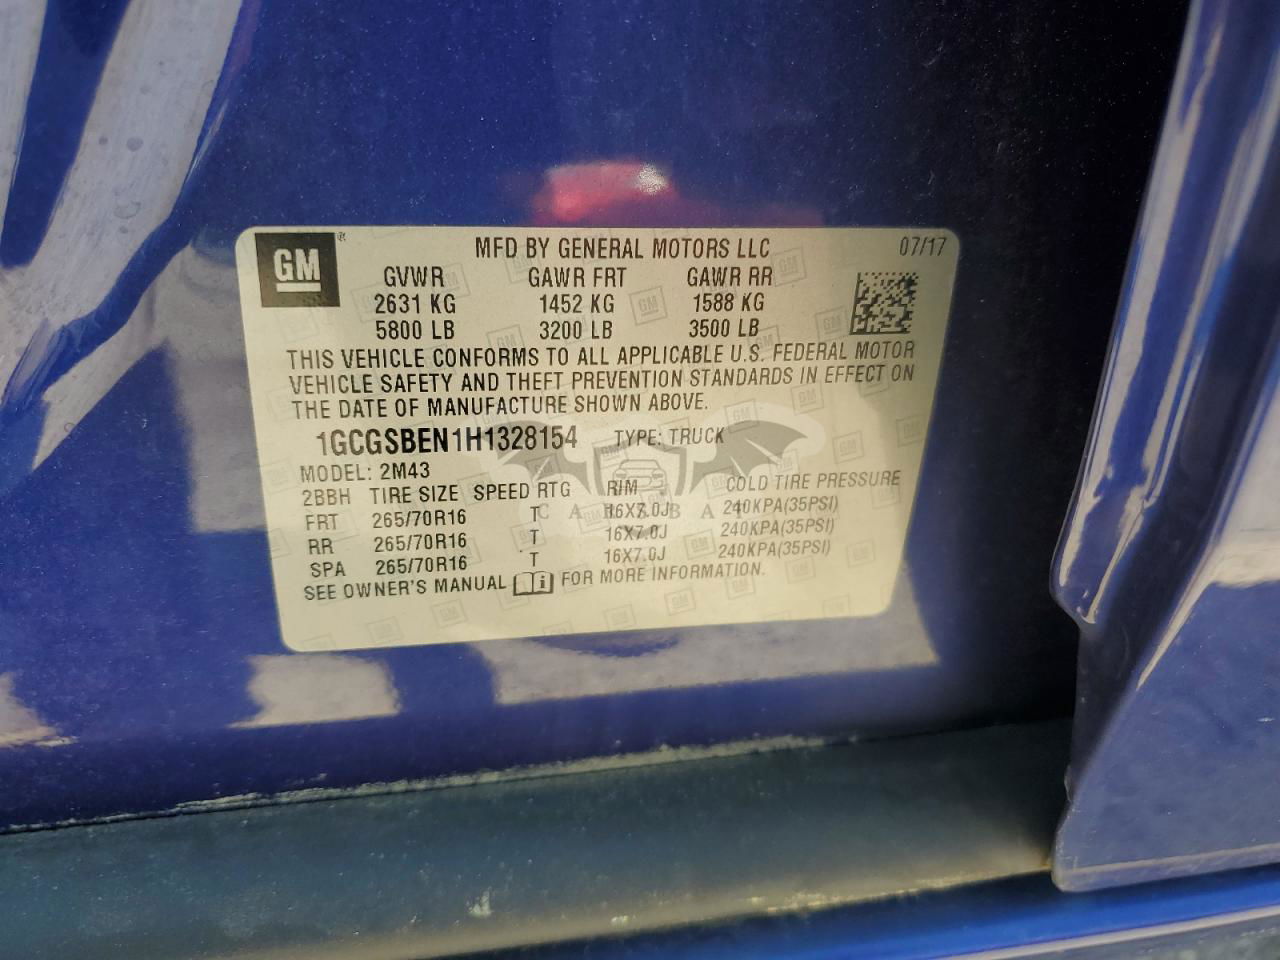 GM ® MFD BY GENERAL MOTORS LLC 07/17
GVWR GAWR FRT GAWR RR
2631 KG 1452 KG 1588 KG
5800 LB 3200 LB 3500 LB
THIS VEHICLE CONFORMS TO ALL APPLICABLE U.S. FEDERAL MOTOR
VEHICLE SAFETY AND THEFT PREVENTION STANDARDS IN EFFECT ON
THE DATE OF MANUFACTURE SHOWN ABOVE.
1GCGSBEN1H1328154 TYPE: TRUCK
MODEL: 2M43
2BBH TIRE SIZE SPEED RTG RIM COLD TIRE PRESSURE
FRT 265/70R16 T 16X7.0J 240KPA(35PSI)
RR 265/70R16 T 16X7.0J 240KPA(35PSI)
SPA 265/70R16 T 16X7.0J 240KPA(35PSI)
SEE OWNER'S MANUAL FOR MORE INFORMATION.